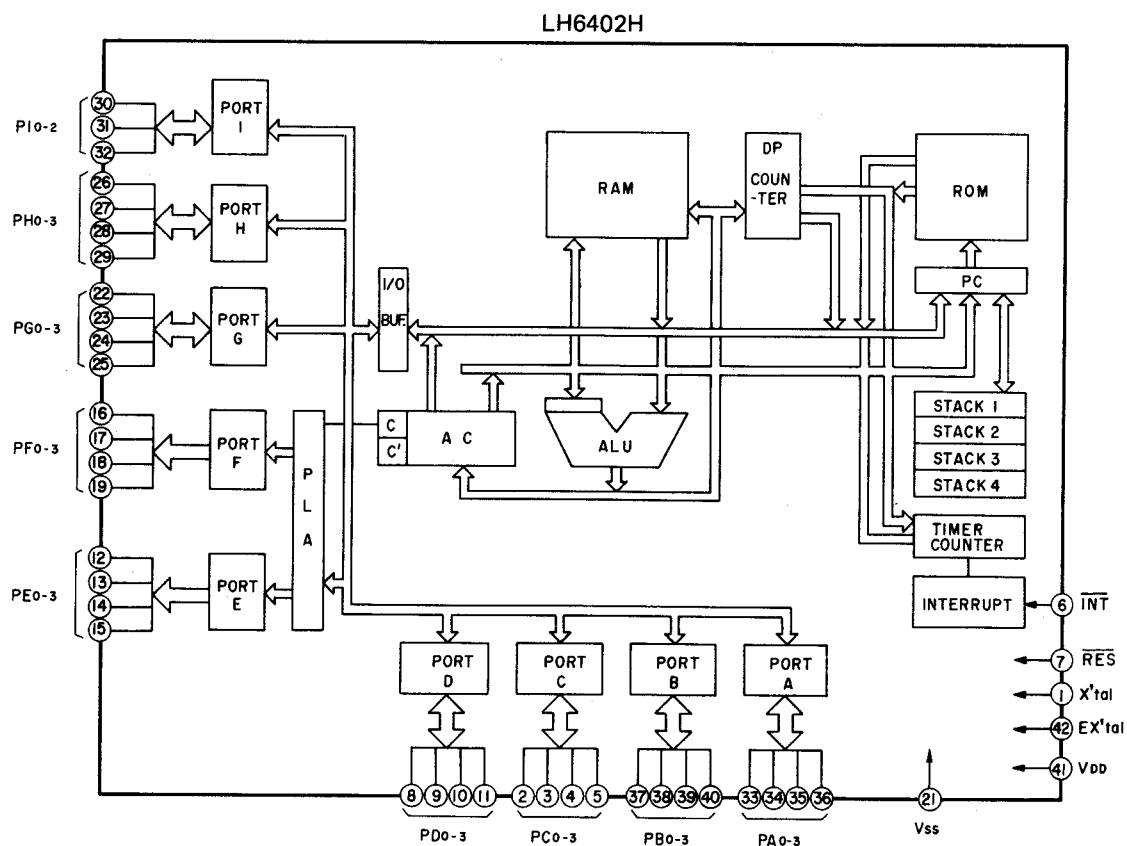 LH6402H
PI0-2
30
31
32
PORT
I
PH0-3
26
27
28
29
PORT
H
PG0-3
22
23
24
25
PORT
G
PF0-3
16
17
18
19
PORT
F
PE0-3
12
13
14
15
PORT
E
P
L
A
I/O
BUF.
C
C'
A C
RAM
ALU
DP
COUN
-TER
ROM
PC
STACK 1
STACK 2
STACK 3
STACK 4
TIMER
COUNTER
INTERRUPT
6 INT
7 RES
1 X'tal
42 EX'tal
41 VDD
21
Vss
PORT
D
PORT
C
PORT
B
PORT
A
8 9 10 11
2 3 4 5
37 38 39 40
33 34 35 36
PD0-3
PC0-3
PB0-3
PA0-3